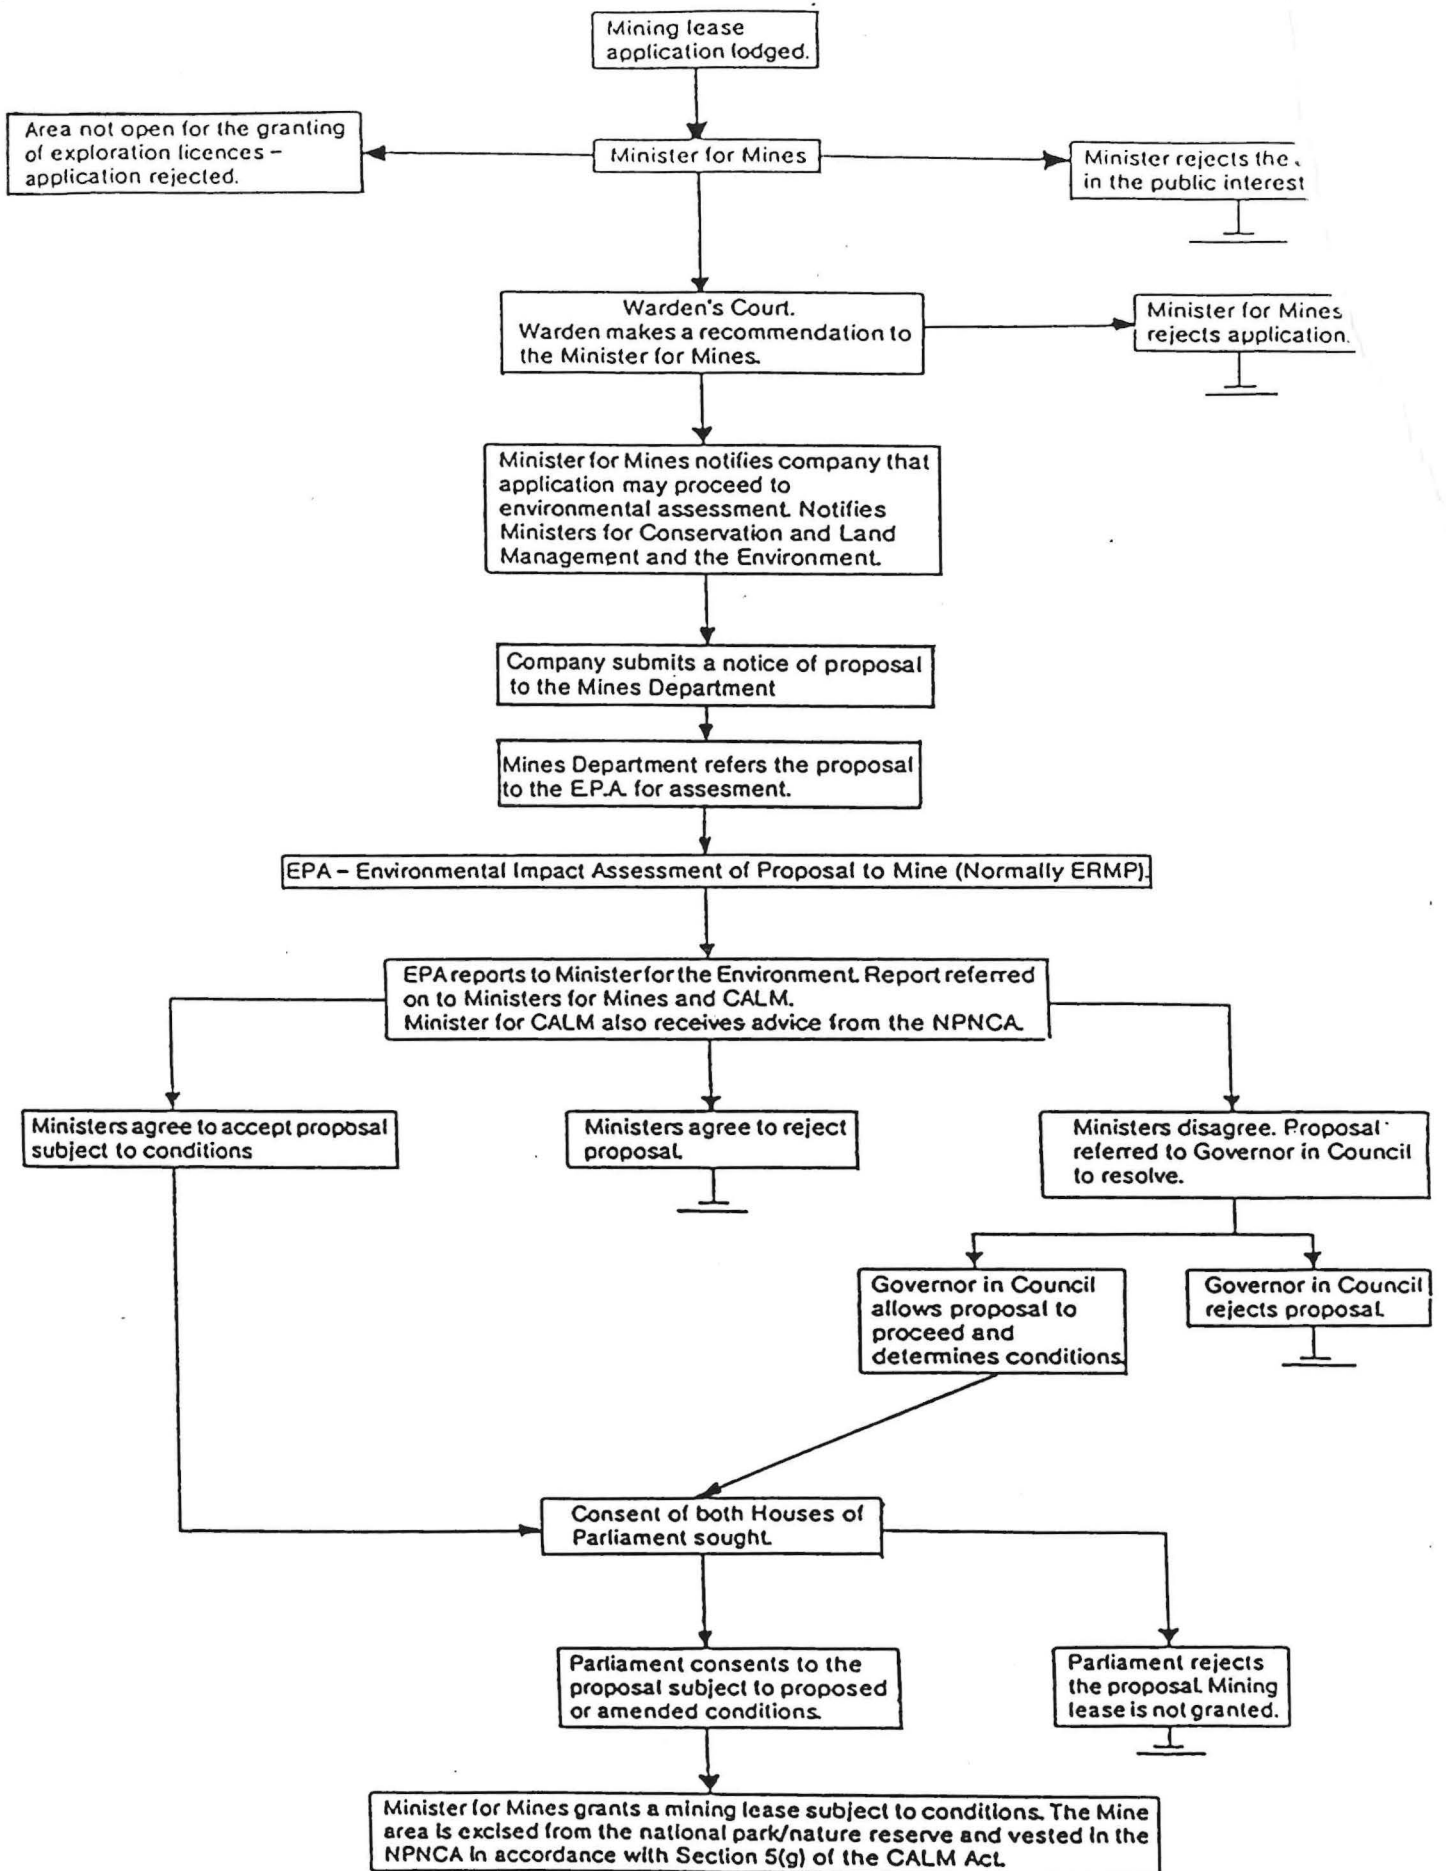 Mining lease
application lodged.
Area not open for the granting
of exploration licences –
application rejected.
Minister for Mines
Minister rejects the
in the public interest
Warden's Court.
Warden makes a recommendation to
the Minister for Mines.
Minister for Mines
rejects application.
Minister for Mines notifies company that
application may proceed to
environmental assessment. Notifies
Ministers for Conservation and Land
Management and the Environment.
Company submits a notice of proposal
to the Mines Department
Mines Department refers the proposal
to the E.P.A. for assesment.
EPA – Environmental Impact Assessment of Proposal to Mine (Normally ERMP).
EPA reports to Minister for the Environment. Report referred
on to Ministers for Mines and CALM.
Minister for CALM also receives advice from the NPNCA.
Ministers agree to accept proposal
subject to conditions
Ministers agree to reject
proposal.
Ministers disagree. Proposal
referred to Governor in Council
to resolve.
Governor in Council
allows proposal to
proceed and
determines conditions.
Governor in Council
rejects proposal.
Consent of both Houses of
Parliament sought.
Parliament consents to the
proposal subject to proposed
or amended conditions.
Parliament rejects
the proposal. Mining
lease is not granted.
Minister for Mines grants a mining lease subject to conditions. The Mine
area is excised from the national park/nature reserve and vested in the
NPNCA in accordance with Section 5(g) of the CALM Act.